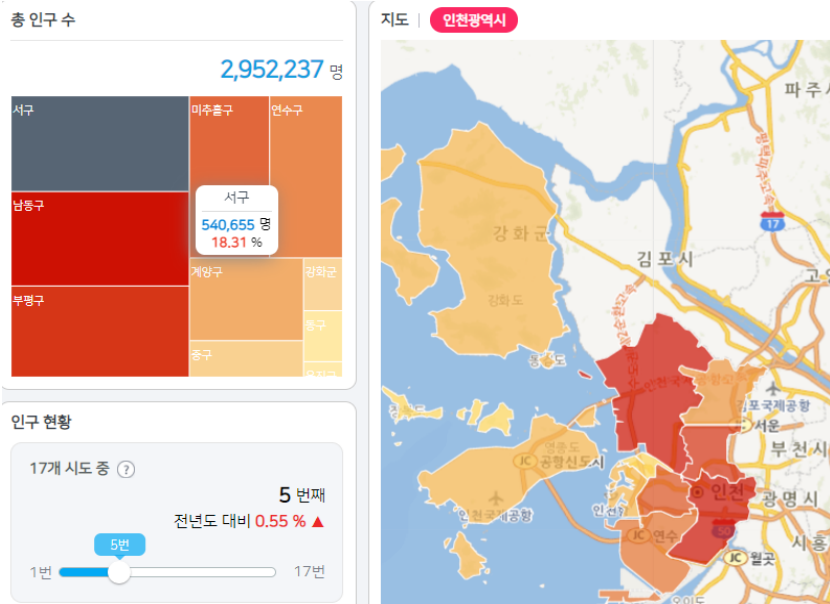 총 인구 수
2,952,237 명
서구
미추홀구
연수구
남동구
서구
540,655 명
18.31 %
부평구
계양구
강화군
동구
중구
인구 현황
17개 시도 중 ?
5 번째
전년도 대비 0.55 % ▲
5번
1번
17번
지도 | 인천광역시
파주시
17
강화군
김포시
강화도
김포국제공항
JC 서운
부천시
영종도
JC 공항신도시
인천
광명시
인천국제공항
JC 연수
JC 월곶
시흥